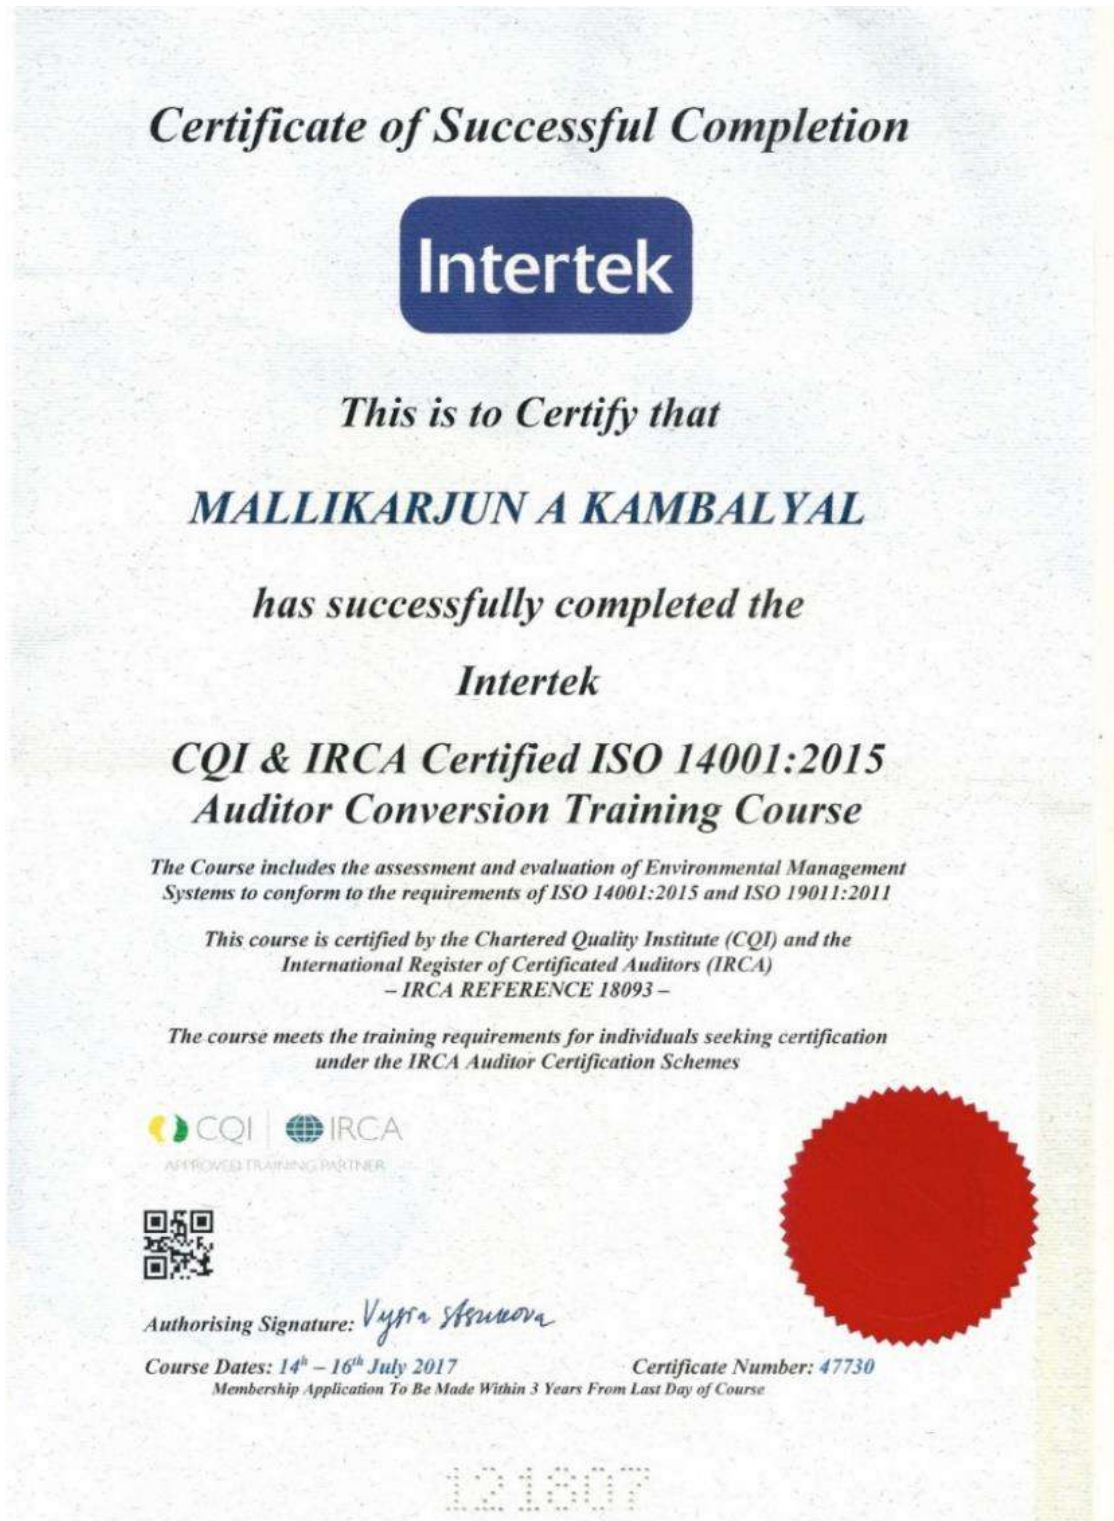 Certificate of Successful Completion
Intertek
This is to Certify that
MALLIKARJUN A KAMBALYAL
has successfully completed the
Intertek
CQI & IRCA Certified ISO 14001:2015
Auditor Conversion Training Course
The Course includes the assessment and evaluation of Environmental Management
Systems to conform to the requirements of ISO 14001:2015 and ISO 19011:2011
This course is certified by the Chartered Quality Institute (CQI) and the
International Register of Certificated Auditors (IRCA)
– IRCA REFERENCE 18093 –
The course meets the training requirements for individuals seeking certification
under the IRCA Auditor Certification Schemes
CQI IRCA
APPROVED TRAINING PARTNER
Authorising Signature:
Course Dates: 14h – 16th July 2017 Certificate Number: 47730
Membership Application To Be Made Within 3 Years From Last Day of Course
121807